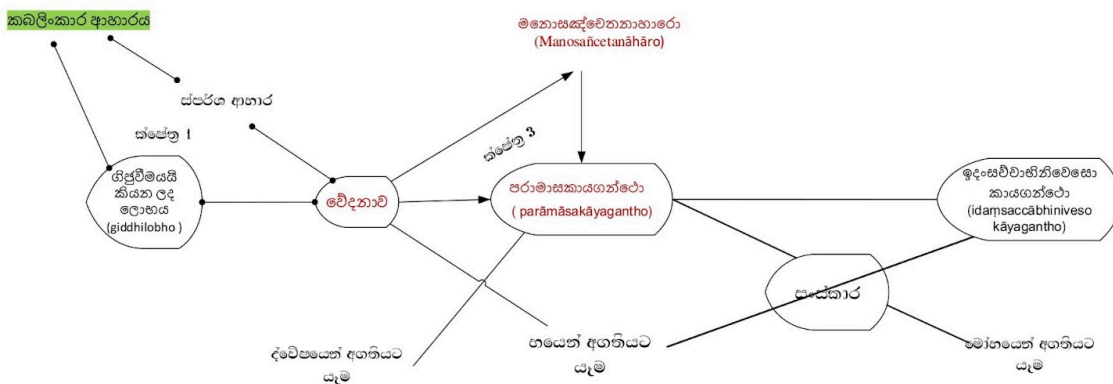 කබලිංකාර ආහාරය
මනොසඤ්චෙතනාහාරො
(Manosañcetanāhāro)
ස්පර්ශ ආහාර
ක්ෂේත්‍ර 1
ක්ෂේත්‍ර 3
ගිජුවීමයයි
කියන ලද
ලොභය
(giddhilobho )
වේදනාව
පරාමාසකායගන්ථො
( parāmāsakāyagantho)
ඉදංසච්චාභිනිවෙසො
කායගන්ථො
(idaṃsaccābhiniveso
kāyagantho)
සංස්කාර
ද්වේෂයෙන් අගතියට
යෑම
භයෙන් අගතියට
යෑම
මෝහයෙන් අගතියට
යෑම